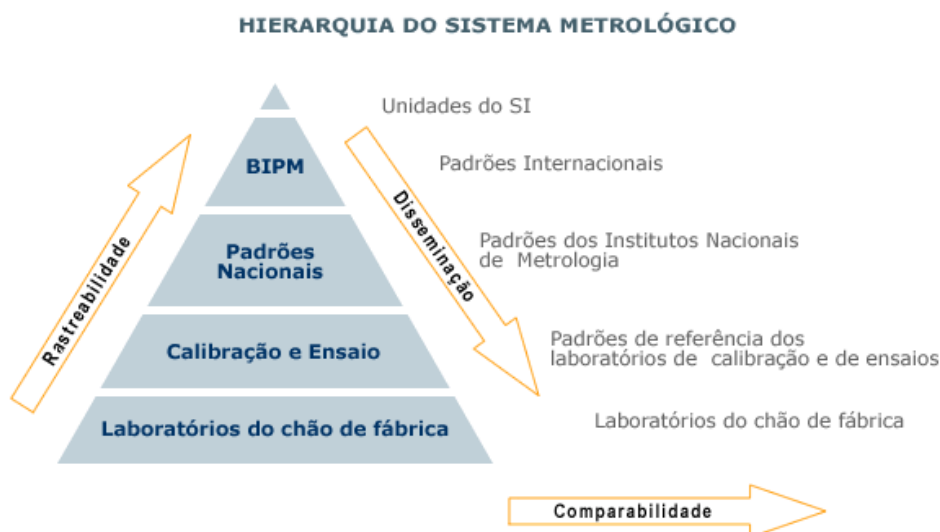 HIERARQUIA DO SISTEMA METROLÓGICO
Unidades do SI
BIPM
Padrões Internacionais
Rastreabilidade
Disseminação
Padrões
Nacionais
Padrões dos Institutos Nacionais
de Metrologia
Calibração e Ensaio
Padrões de referência dos
laboratórios de calibração e de ensaios
Laboratórios do chão de fábrica
Laboratórios do chão de fábrica
Comparabilidade